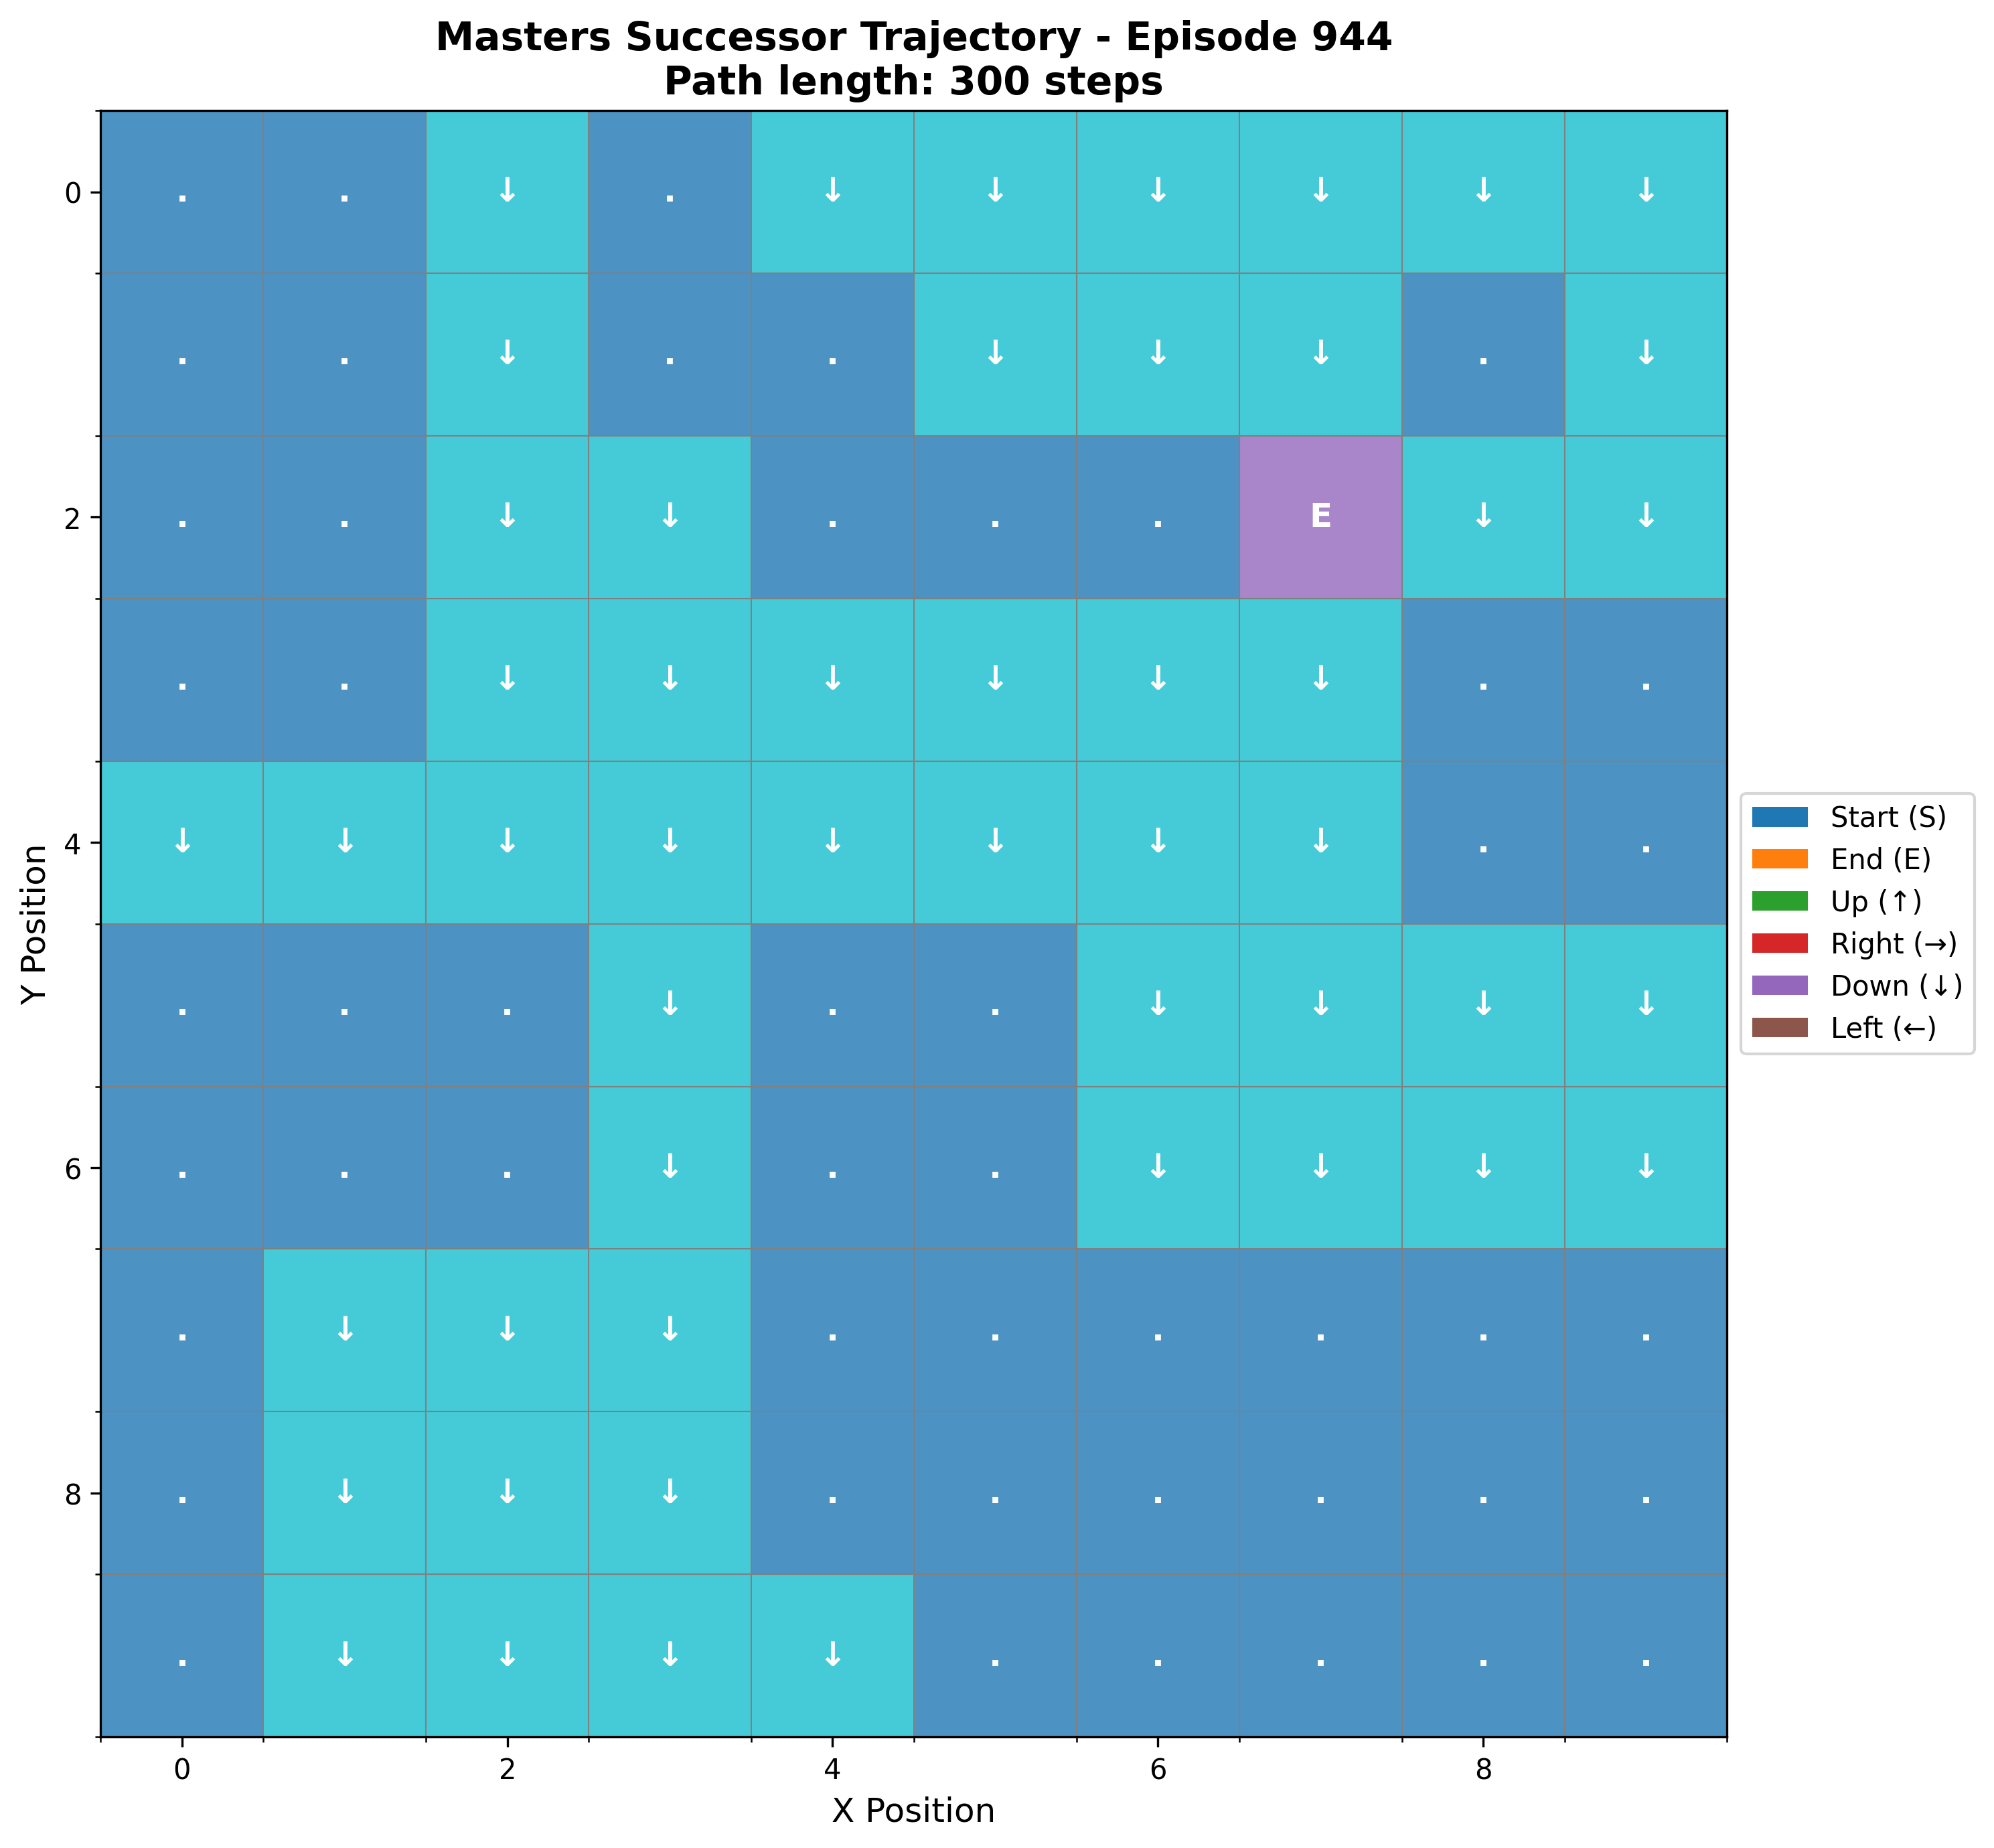 Masters Successor Trajectory - Episode 944
Path length: 300 steps
0 . . ↓ . ↓ ↓ ↓ ↓ ↓ ↓
. . ↓ . . ↓ ↓ ↓ . ↓
2 . . ↓ ↓ . . . E ↓ ↓
. . ↓ ↓ ↓ ↓ ↓ ↓ . .
4 ↓ ↓ ↓ ↓ ↓ ↓ ↓ ↓ . .
. . . ↓ . . ↓ ↓ ↓ ↓
6 . . . ↓ . . ↓ ↓ ↓ ↓
. ↓ ↓ ↓ . . . . . .
8 . ↓ ↓ ↓ . . . . . .
. ↓ ↓ ↓ ↓ . . . . .
0 2 4 6 8
X Position
Y Position
Start (S)
End (E)
Up (↑)
Right (→)
Down (↓)
Left (←)